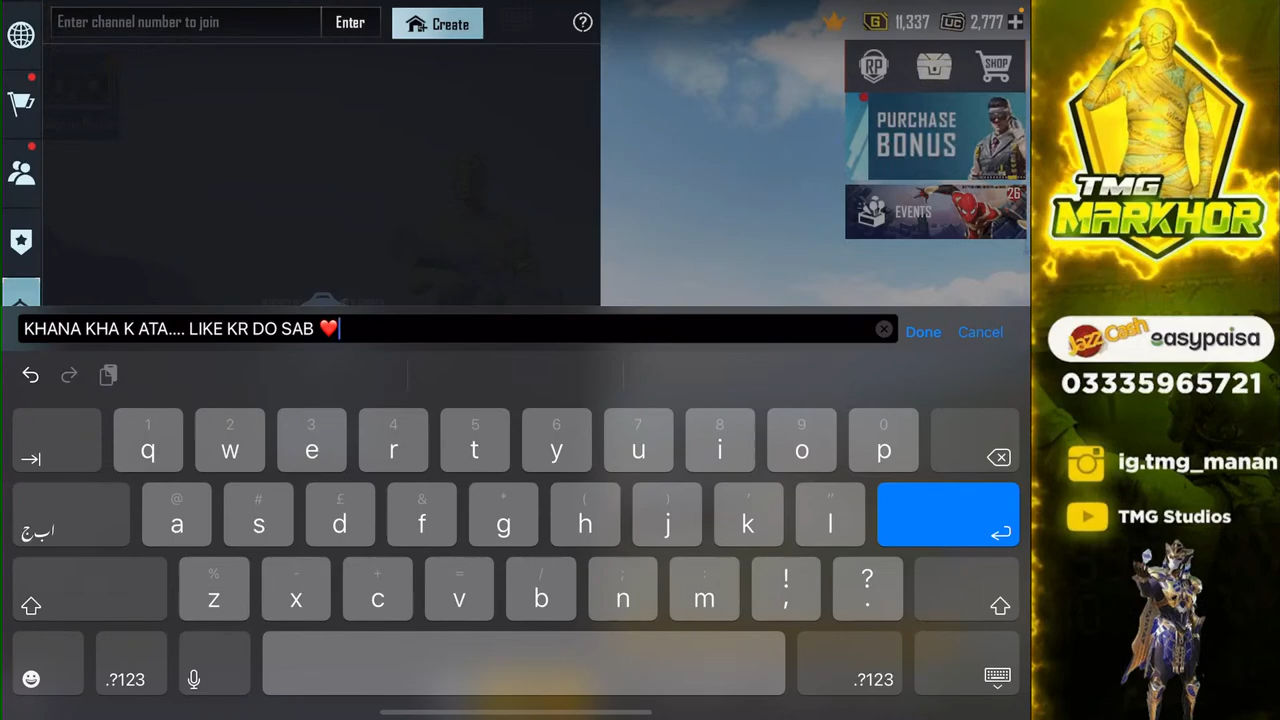 Enter channel number to join
Enter
Create
?
G 11,337
UC 2,777 +
RP
SHOP
PURCHASE
BONUS
EVENTS
26
KHANA KHA K ATA.... LIKE KR DO SAB ❤️
Done
Cancel
1 2 3 4 5 6 7 8 9 0
q w e r t y u i o p
@ # £ & * ( ) ' "
ا ب ج
a s d f g h j k l
% - + = / ; : ! ?
z x c v b n m , .
.?123
.?123
TMG
MARKHOR
JazzCash
easypaisa
03335965721
ig.tmg_manan
TMG Studios